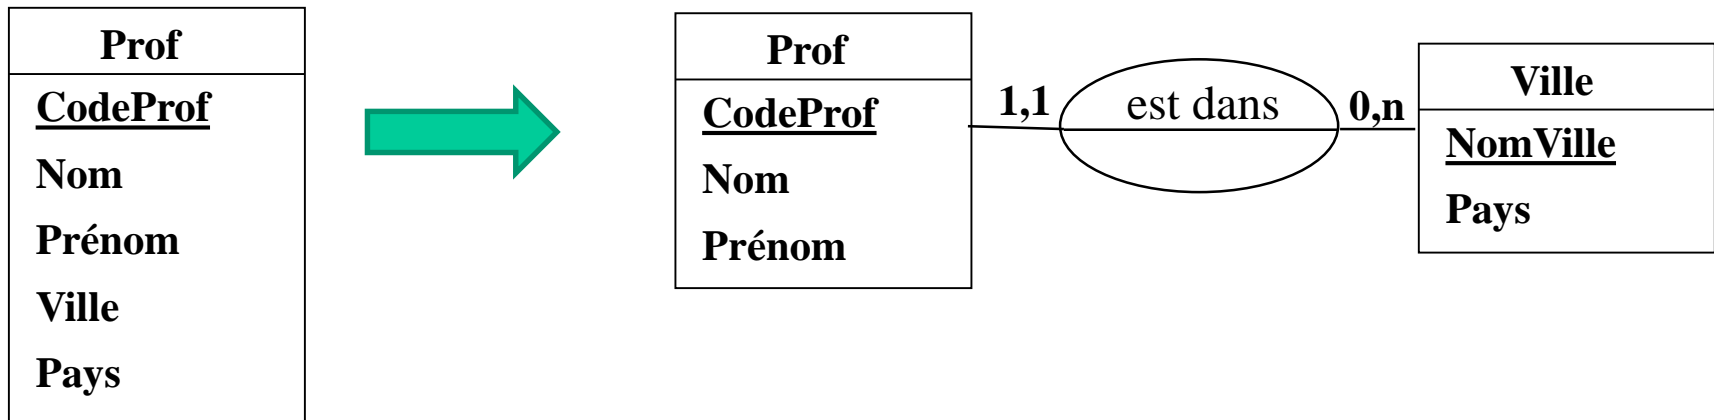 Prof
CodeProf
Nom
Prénom
Ville
Pays
Prof
CodeProf
Nom
Prénom
1,1
est dans
0,n
Ville
NomVille
Pays